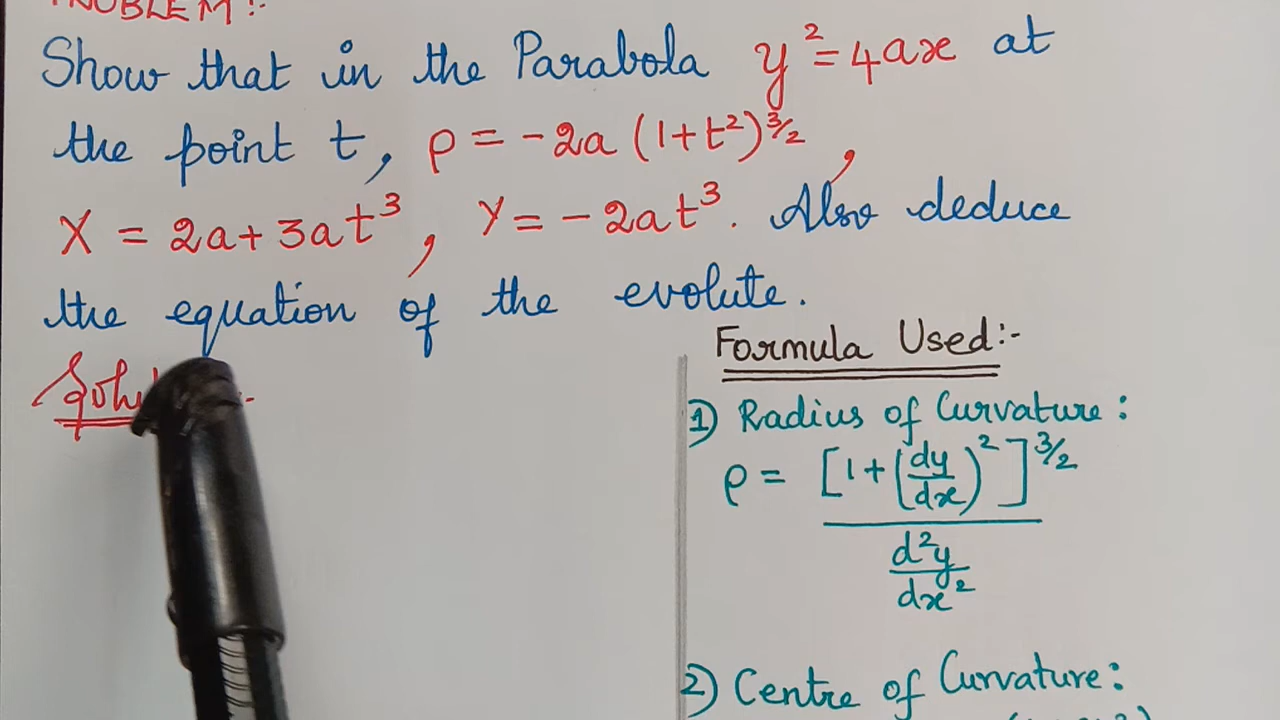 PROBLEM:-
Show that in the Parabola y² = 4ax at
the point t, ρ = -2a (1+t²)^3/2,
X = 2a+3at³, Y = -2at³. Also deduce
the equation of the evolute.
Formula Used:-
1) Radius of Curvature:
ρ = [1+(dy/dx)²]^3/2
d²y/dx²
2) Centre of Curvature: